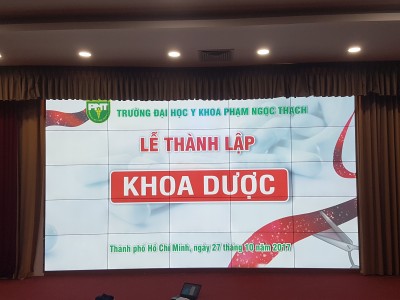 PNT
TRƯỜNG ĐẠI HỌC Y KHOA PHẠM NGỌC THẠCH
LỄ THÀNH LẬP
KHOA DƯỢC
Thành phố Hồ Chí Minh, ngày 27 tháng 10 năm 2017